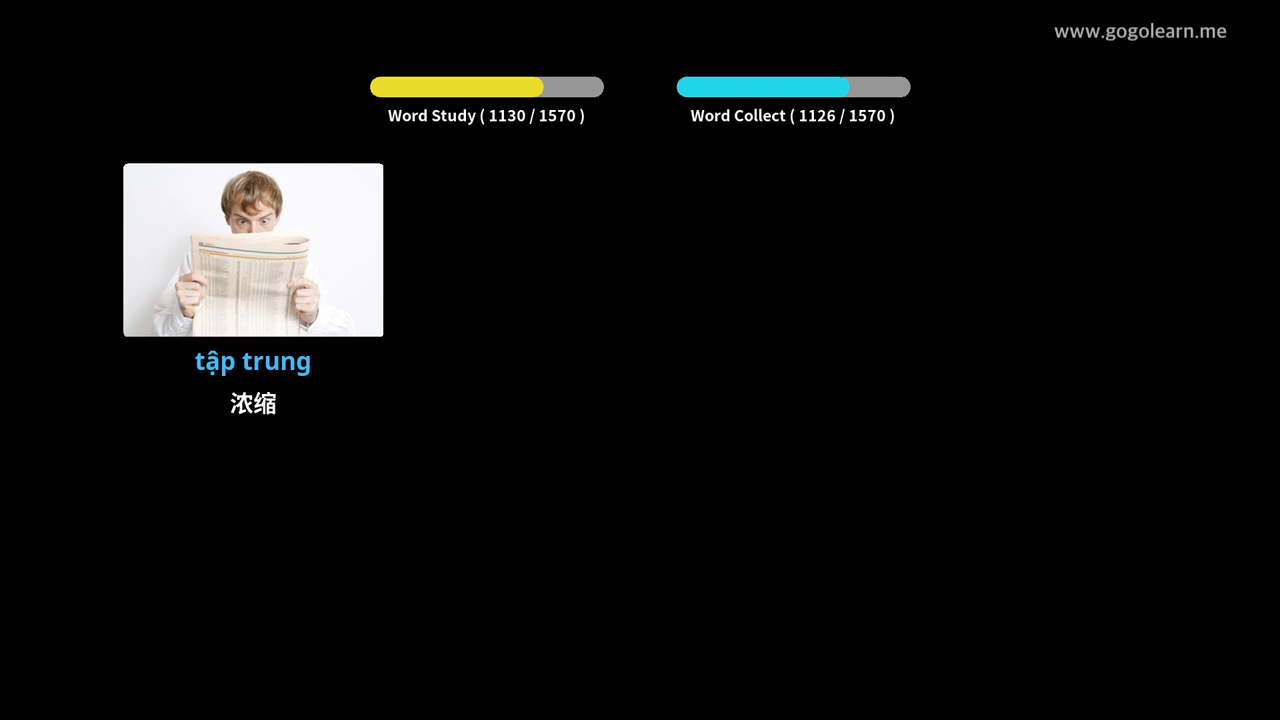 www.gogolearn.me
Word Study ( 1130 / 1570 )
Word Collect ( 1126 / 1570 )
tập trung
浓缩